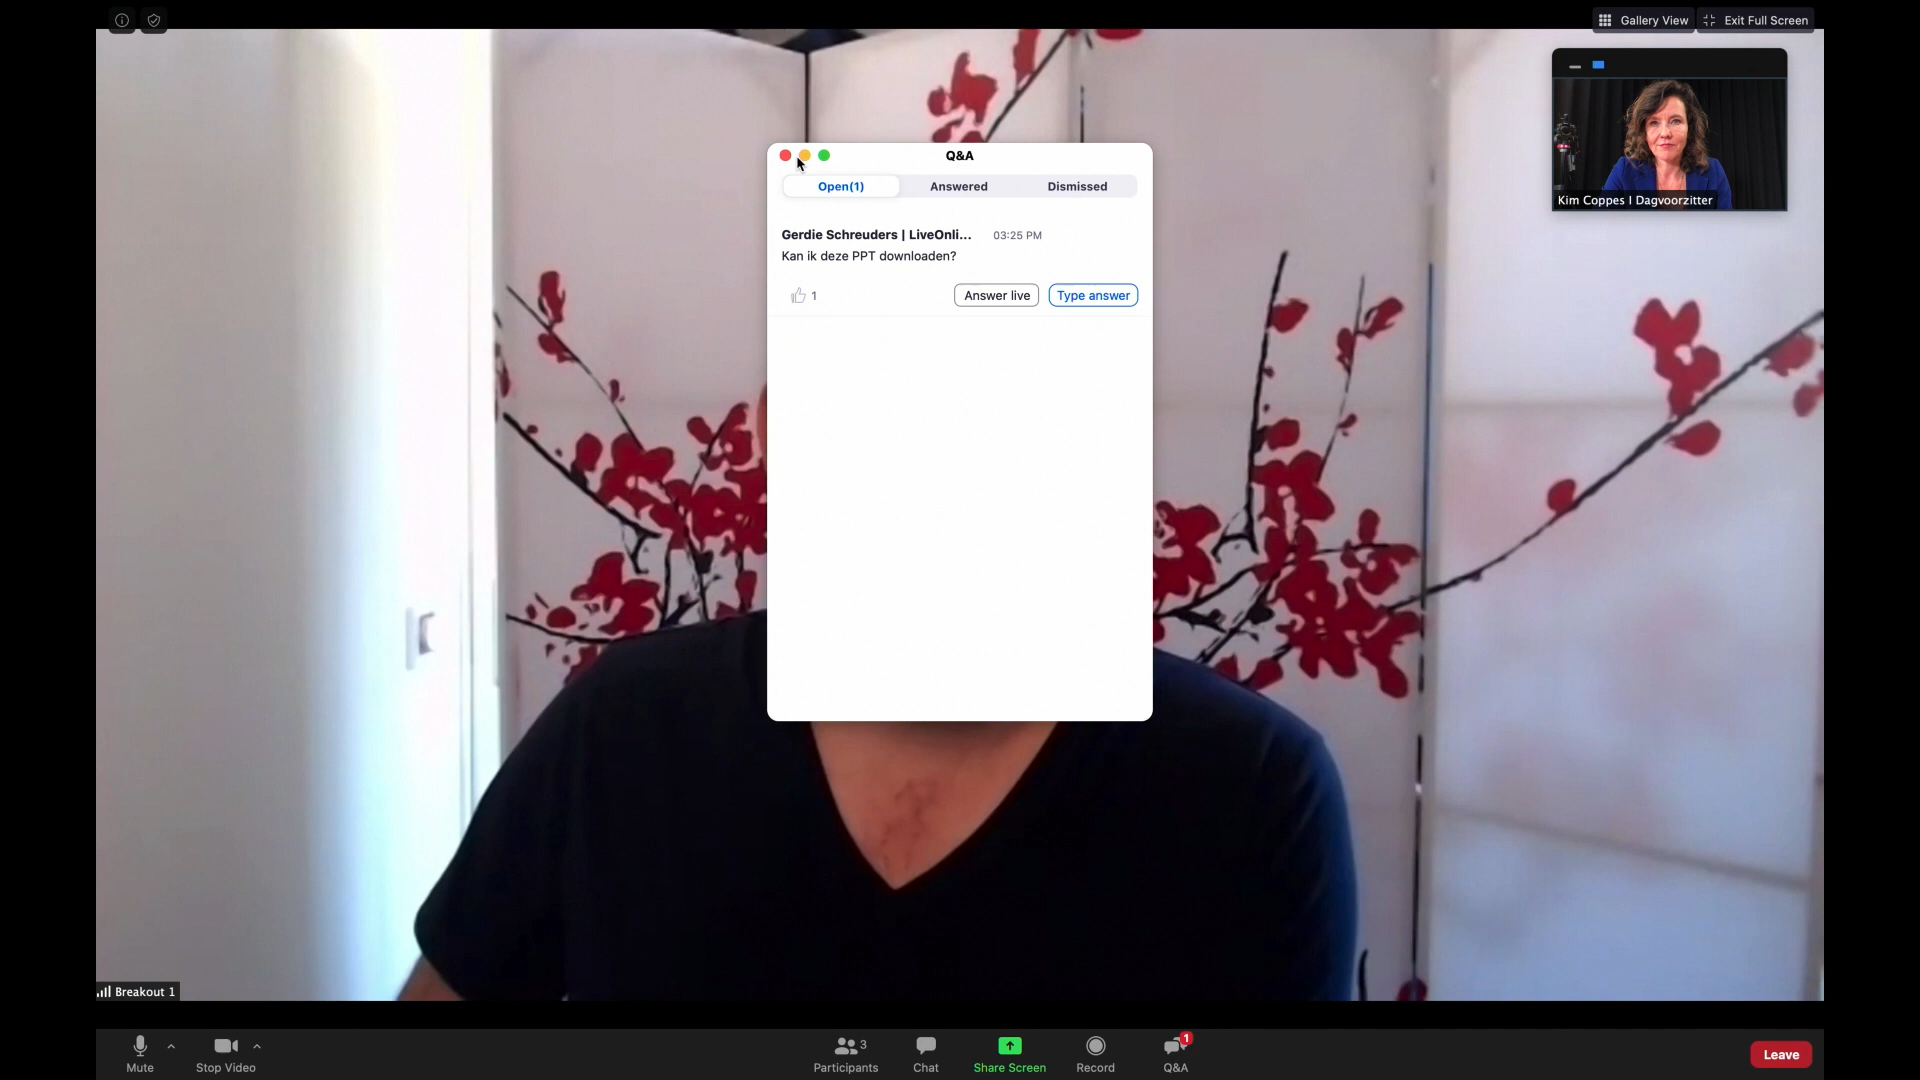 Gallery View
Exit Full Screen
Q&A
Open(1)
Answered
Dismissed
Kim Coppes I Dagvoorzitter
Gerdie Schreuders | LiveOnli... 03:25 PM
Kan ik deze PPT downloaden?
1
Answer live
Type answer
Breakout 1
Mute
Stop Video
3
Participants
Chat
Share Screen
Record
1
Q&A
Leave